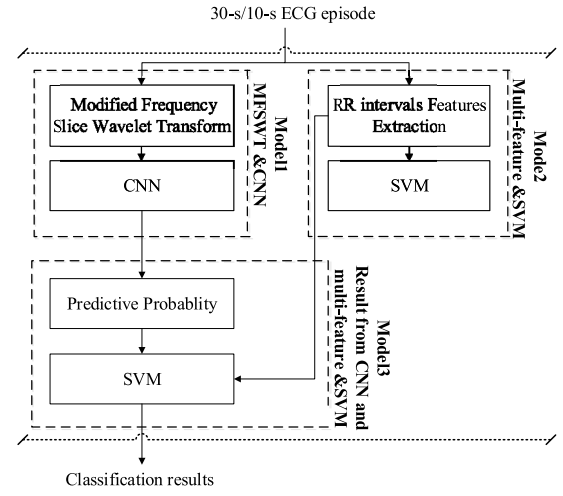 30-s/10-s ECG episode
Modified Frequency
Slice Wavelet Transform
CNN
Model1
MFSWT &CNN
RR intervals Features
Extraction
SVM
Mode2
Multi-feature &SVM
Predictive Probablity
SVM
Model3
Result from CNN and
multi-feature &SVM
Classification results